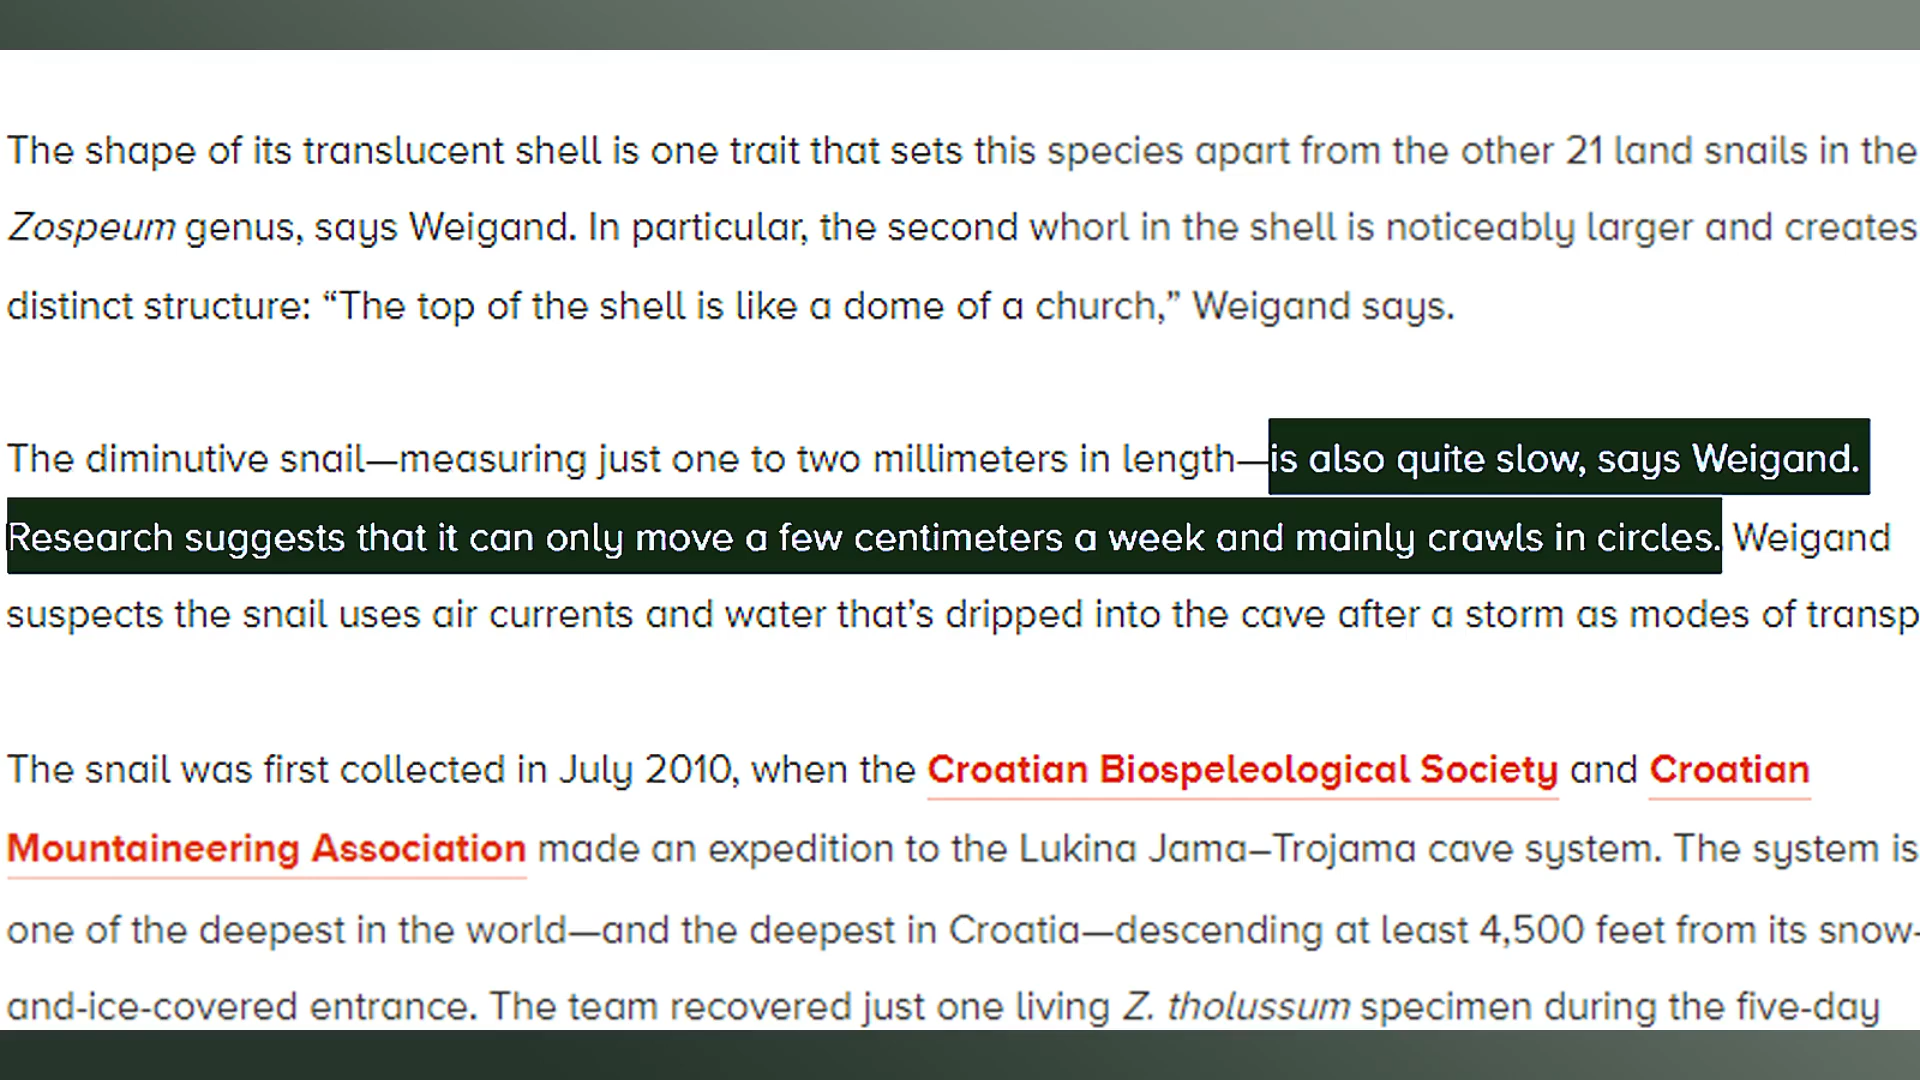 The shape of its translucent shell is one trait that sets this species apart from the other 21 land snails in the
Zospeum genus, says Weigand. In particular, the second whorl in the shell is noticeably larger and creates
distinct structure: “The top of the shell is like a dome of a church,” Weigand says.
The diminutive snail—measuring just one to two millimeters in length—is also quite slow, says Weigand.
Research suggests that it can only move a few centimeters a week and mainly crawls in circles. Weigand
suspects the snail uses air currents and water that’s dripped into the cave after a storm as modes of transp
The snail was first collected in July 2010, when the Croatian Biospeleological Society and Croatian
Mountaineering Association made an expedition to the Lukina Jama–Trojama cave system. The system is
one of the deepest in the world—and the deepest in Croatia—descending at least 4,500 feet from its snow-
and-ice-covered entrance. The team recovered just one living Z. tholussum specimen during the five-day